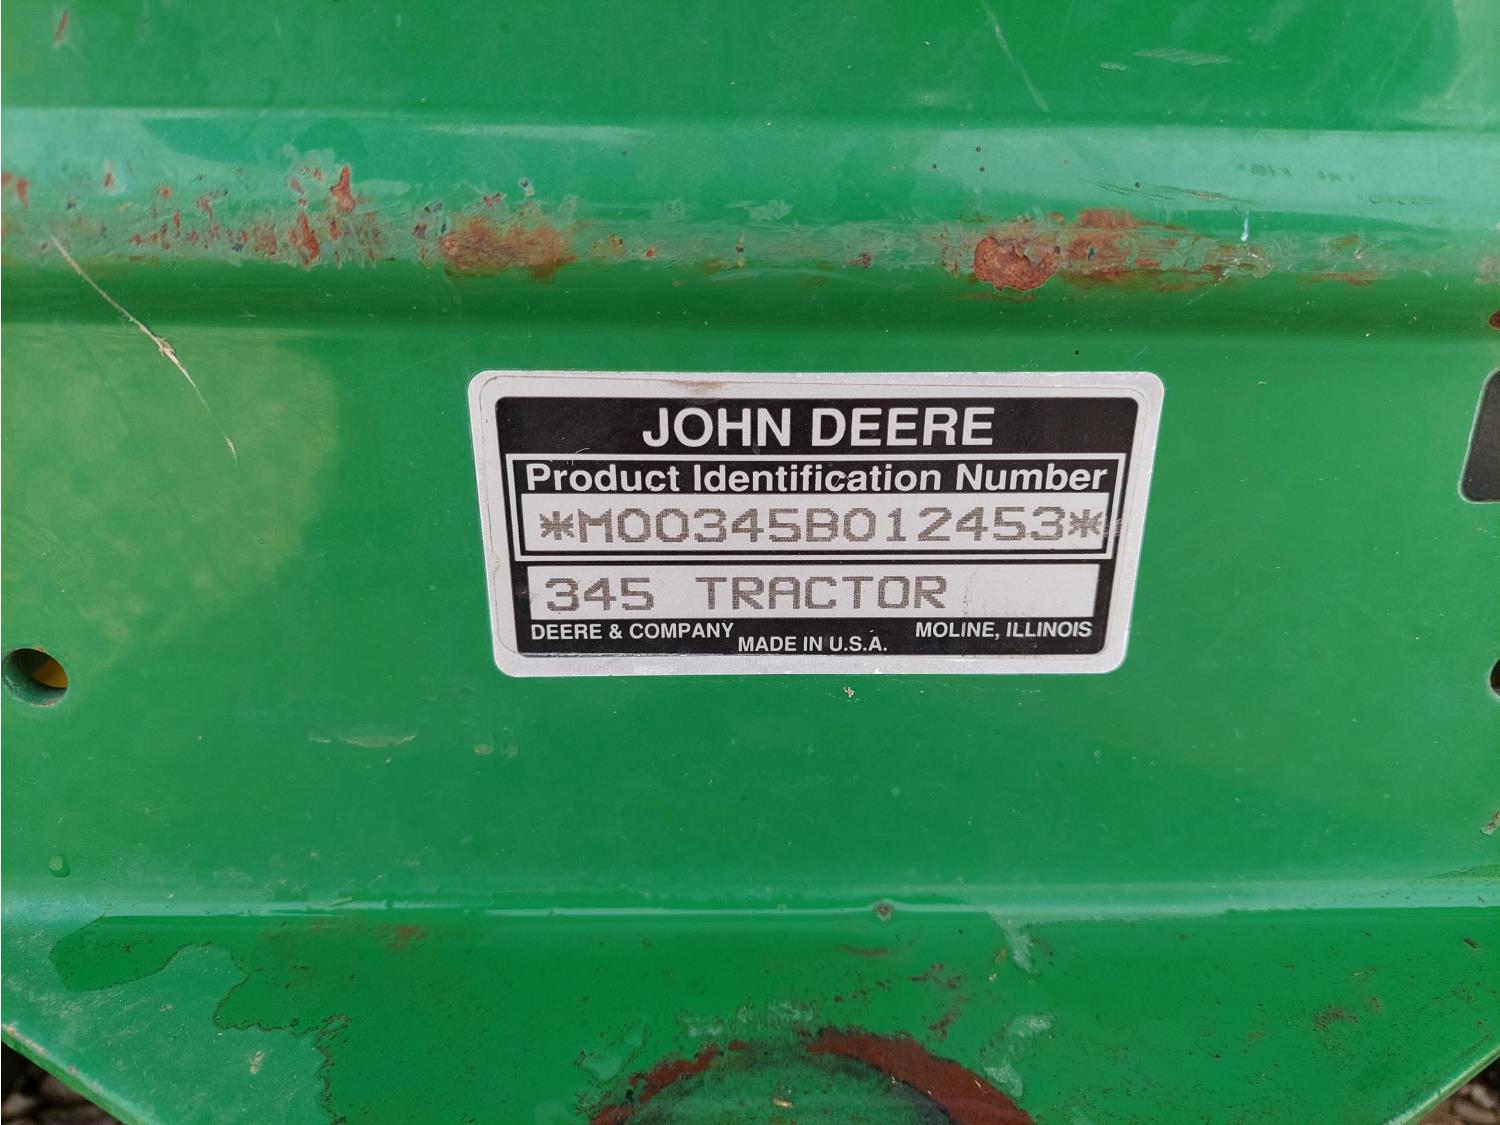 JOHN DEERE
Product Identification Number
*M00345B012453*
345 TRACTOR
DEERE & COMPANY MOLINE, ILLINOIS
MADE IN U.S.A.